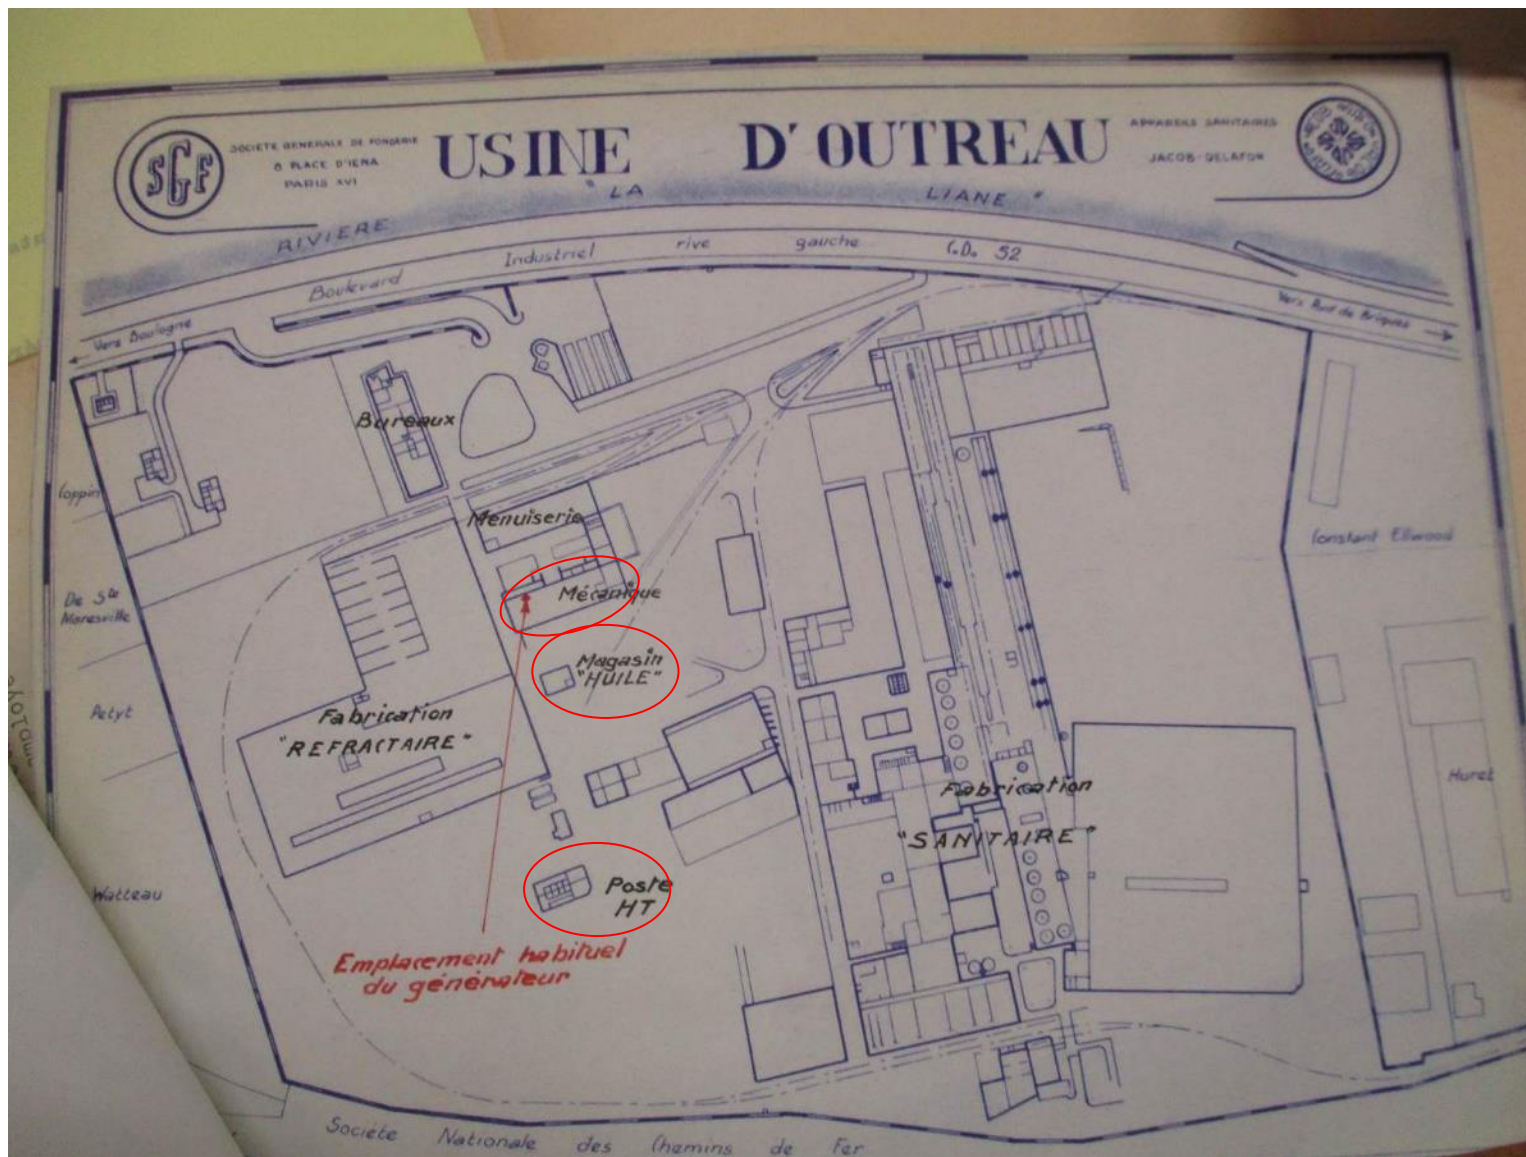 SGF
SOCIETE GENERALE DE FONDERIE
8 PLACE D'IENA
PARIS XVI
USINE D'OUTREAU
APPAREILS SANITAIRES
JACOB-DELAFON
RIVIERE "LA LIANE"
Boulevard Industriel rive gauche C.D. 52
Vers Boulogne
Vers Pont de Briques
Bureaux
Coppin
Menuiserie
Constant Ellwood
De Ste
Maresville
Mécanique
Magasin
"HUILE"
Petyt
Fabrication
"REFRACTAIRE"
Huret
Fabrication
"SANITAIRE"
Watteau
Poste
HT
Emplacement habituel
du générateur
Société Nationale des Chemins de Fer